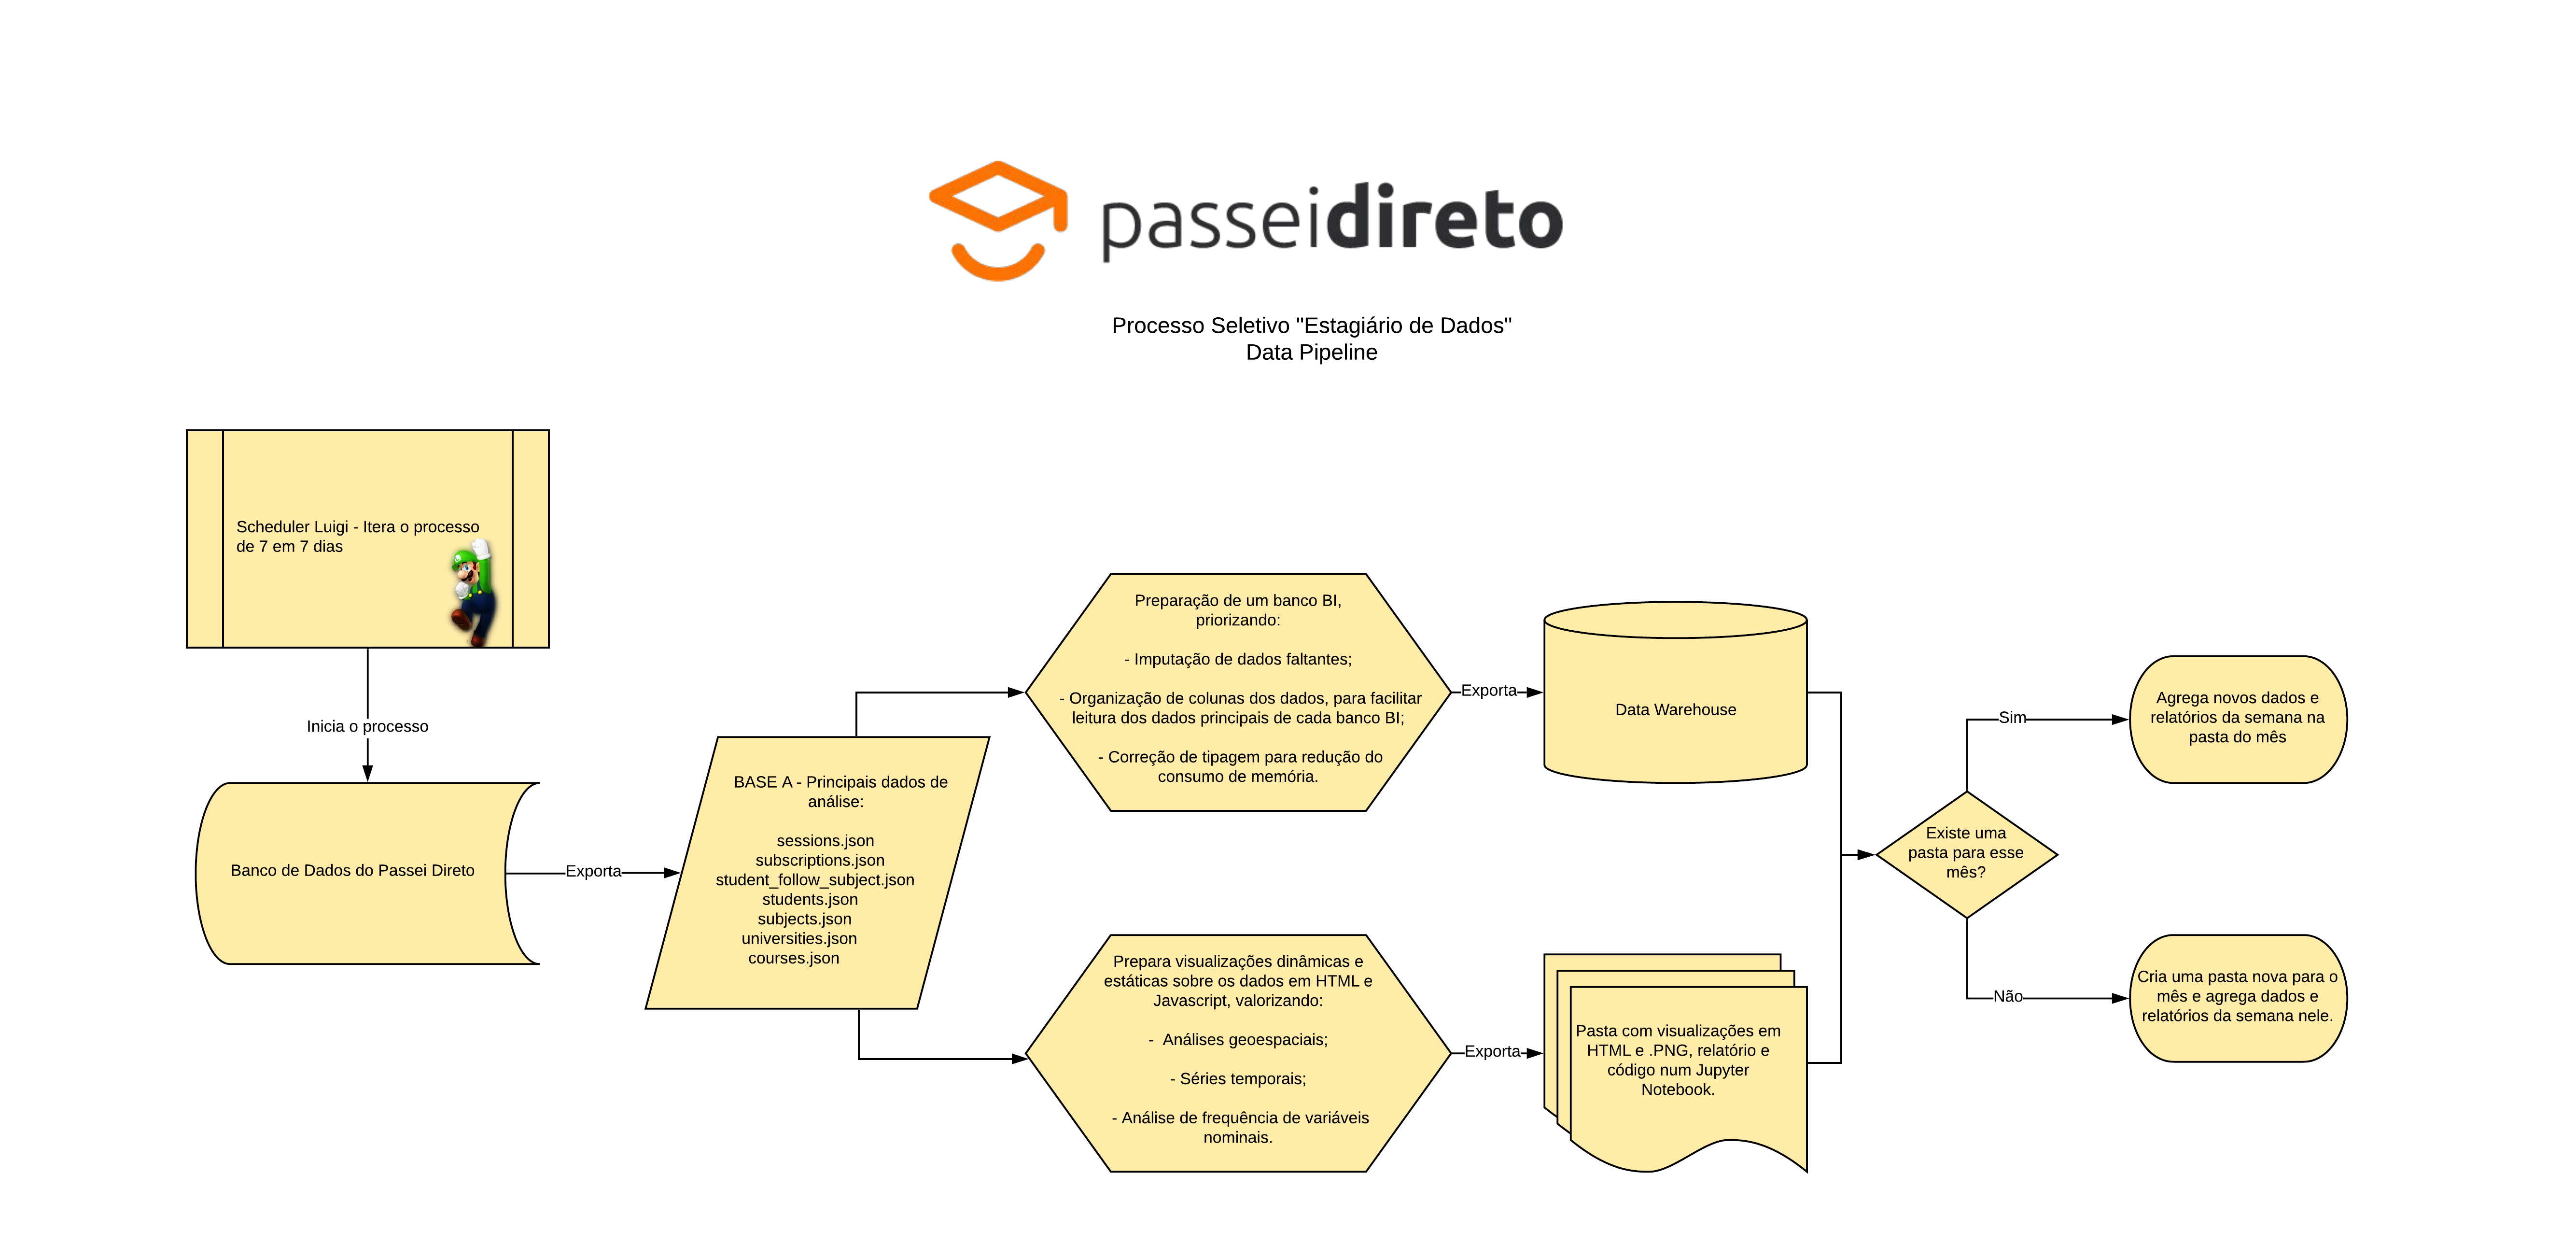 passeidireto
Processo Seletivo "Estagiário de Dados"
Data Pipeline
Scheduler Luigi - Itera o processo
de 7 em 7 dias
Inicia o processo
Banco de Dados do Passei Direto
Exporta
BASE A - Principais dados de
análise:
sessions.json
subscriptions.json
student_follow_subject.json
students.json
subjects.json
universities.json
courses.json
Preparação de um banco BI,
priorizando:
- Imputação de dados faltantes;
- Organização de colunas dos dados, para facilitar
leitura dos dados principais de cada banco BI;
- Correção de tipagem para redução do
consumo de memória.
Exporta
Data Warehouse
Prepara visualizações dinâmicas e
estáticas sobre os dados em HTML e
Javascript, valorizando:
-  Análises geoespaciais;
- Séries temporais;
- Análise de frequência de variáveis
nominais.
Exporta
Pasta com visualizações em
HTML e .PNG, relatório e
código num Jupyter
Notebook.
Existe uma
pasta para esse
mês?
Sim
Agrega novos dados e
relatórios da semana na
pasta do mês
Não
Cria uma pasta nova para o
mês e agrega dados e
relatórios da semana nele.